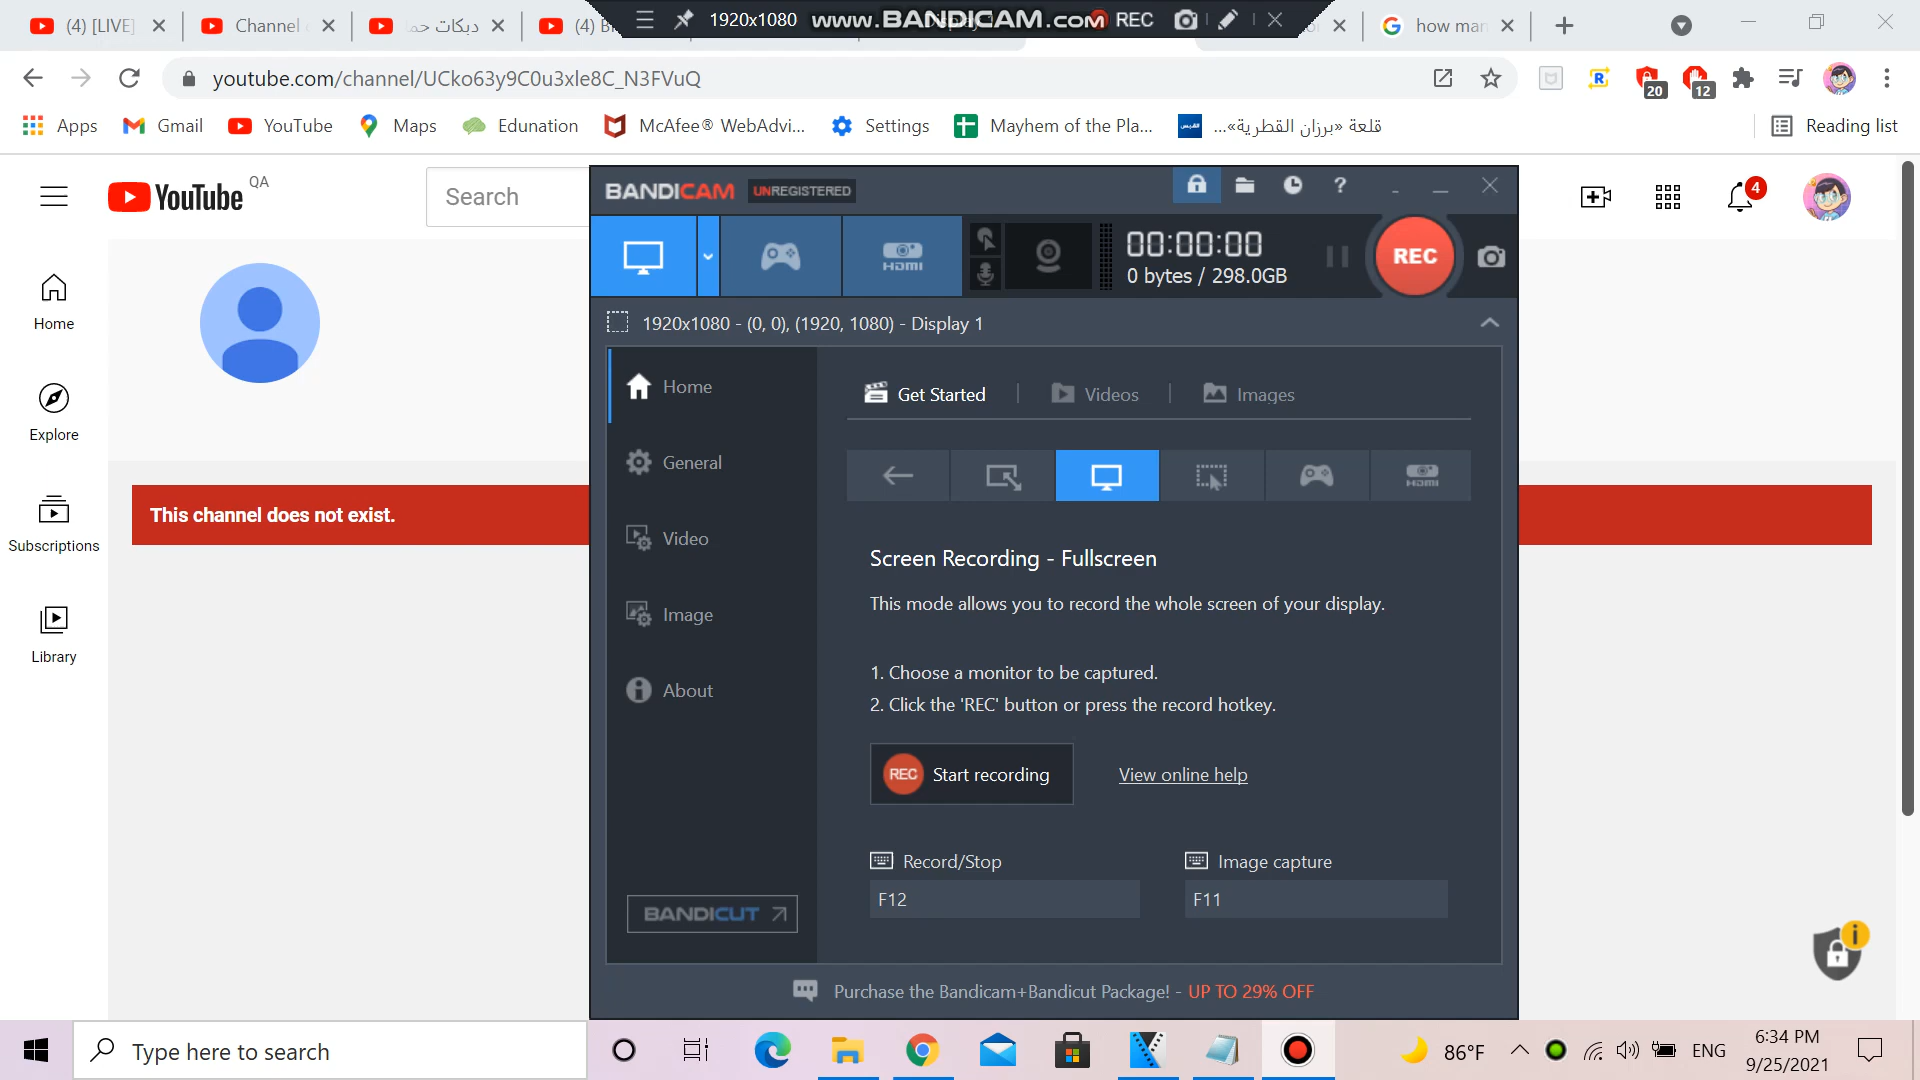 (4) [LIVE]
Channel
دبكات حما
(4) B
1920x1080
www.BANDICAM.com
REC
how man
youtube.com/channel/UCko63y9C0u3xle8C_N3FVuQ
20
12
Apps
Gmail
YouTube
Maps
Edunation
McAfee® WebAdvi...
Settings
Mayhem of the Pla...
قلعة «برزان القطرية»...
Reading list
YouTube QA
Search
4
BANDICAM UNREGISTERED
HDMI
00:00:00
0 bytes / 298.0GB
REC
1920x1080 - (0, 0), (1920, 1080) - Display 1
Home
Explore
Subscriptions
Library
This channel does not exist.
Home
General
Video
Image
About
BANDICUT
Get Started
Videos
Images
HDMI
Screen Recording - Fullscreen
This mode allows you to record the whole screen of your display.
1. Choose a monitor to be captured.
2. Click the 'REC' button or press the record hotkey.
REC Start recording
View online help
Record/Stop
Image capture
F12
F11
Purchase the Bandicam+Bandicut Package! - UP TO 29% OFF
Type here to search
86°F
ENG
6:34 PM
9/25/2021